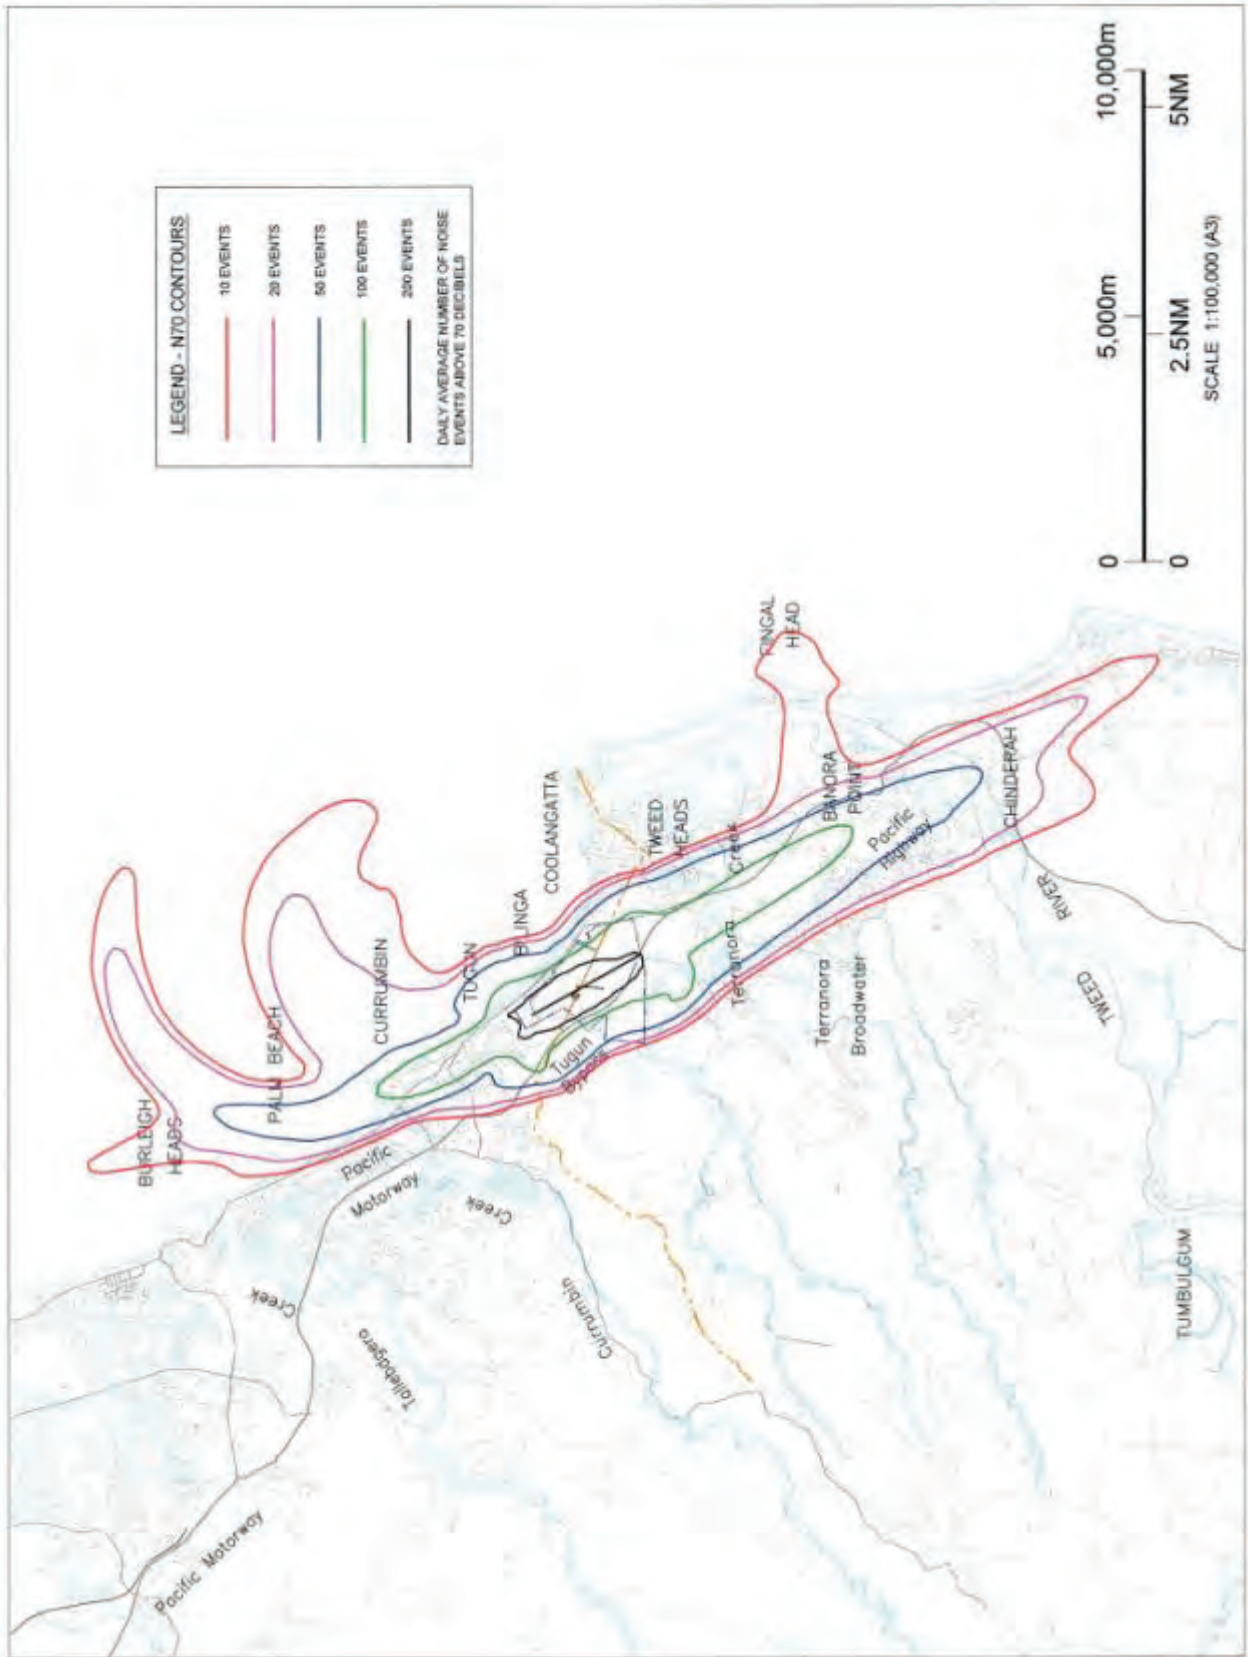 LEGEND - N70 CONTOURS
10 EVENTS
20 EVENTS
50 EVENTS
100 EVENTS
200 EVENTS
DAILY AVERAGE NUMBER OF NOISE
EVENTS ABOVE 70 DECIBELS
BURLEIGH
HEADS
PALM BEACH
CURRUMBIN
TUGUN
BILINGA
COOLANGATTA
TWEED
HEADS
FINGAL
HEAD
BANORA
POINT
CHINDERAH
Pacific
Highway
Terranora
Creek
Terranora
Broadwater
TWEED
RIVER
TUMBULGUM
Tugun
Bypass
Pacific
Motorway
Creek
Currumbin
Creek
Tallebagera
Pacific Motorway
0
5,000m
10,000m
0
2.5NM
5NM
SCALE 1:100,000 (A3)